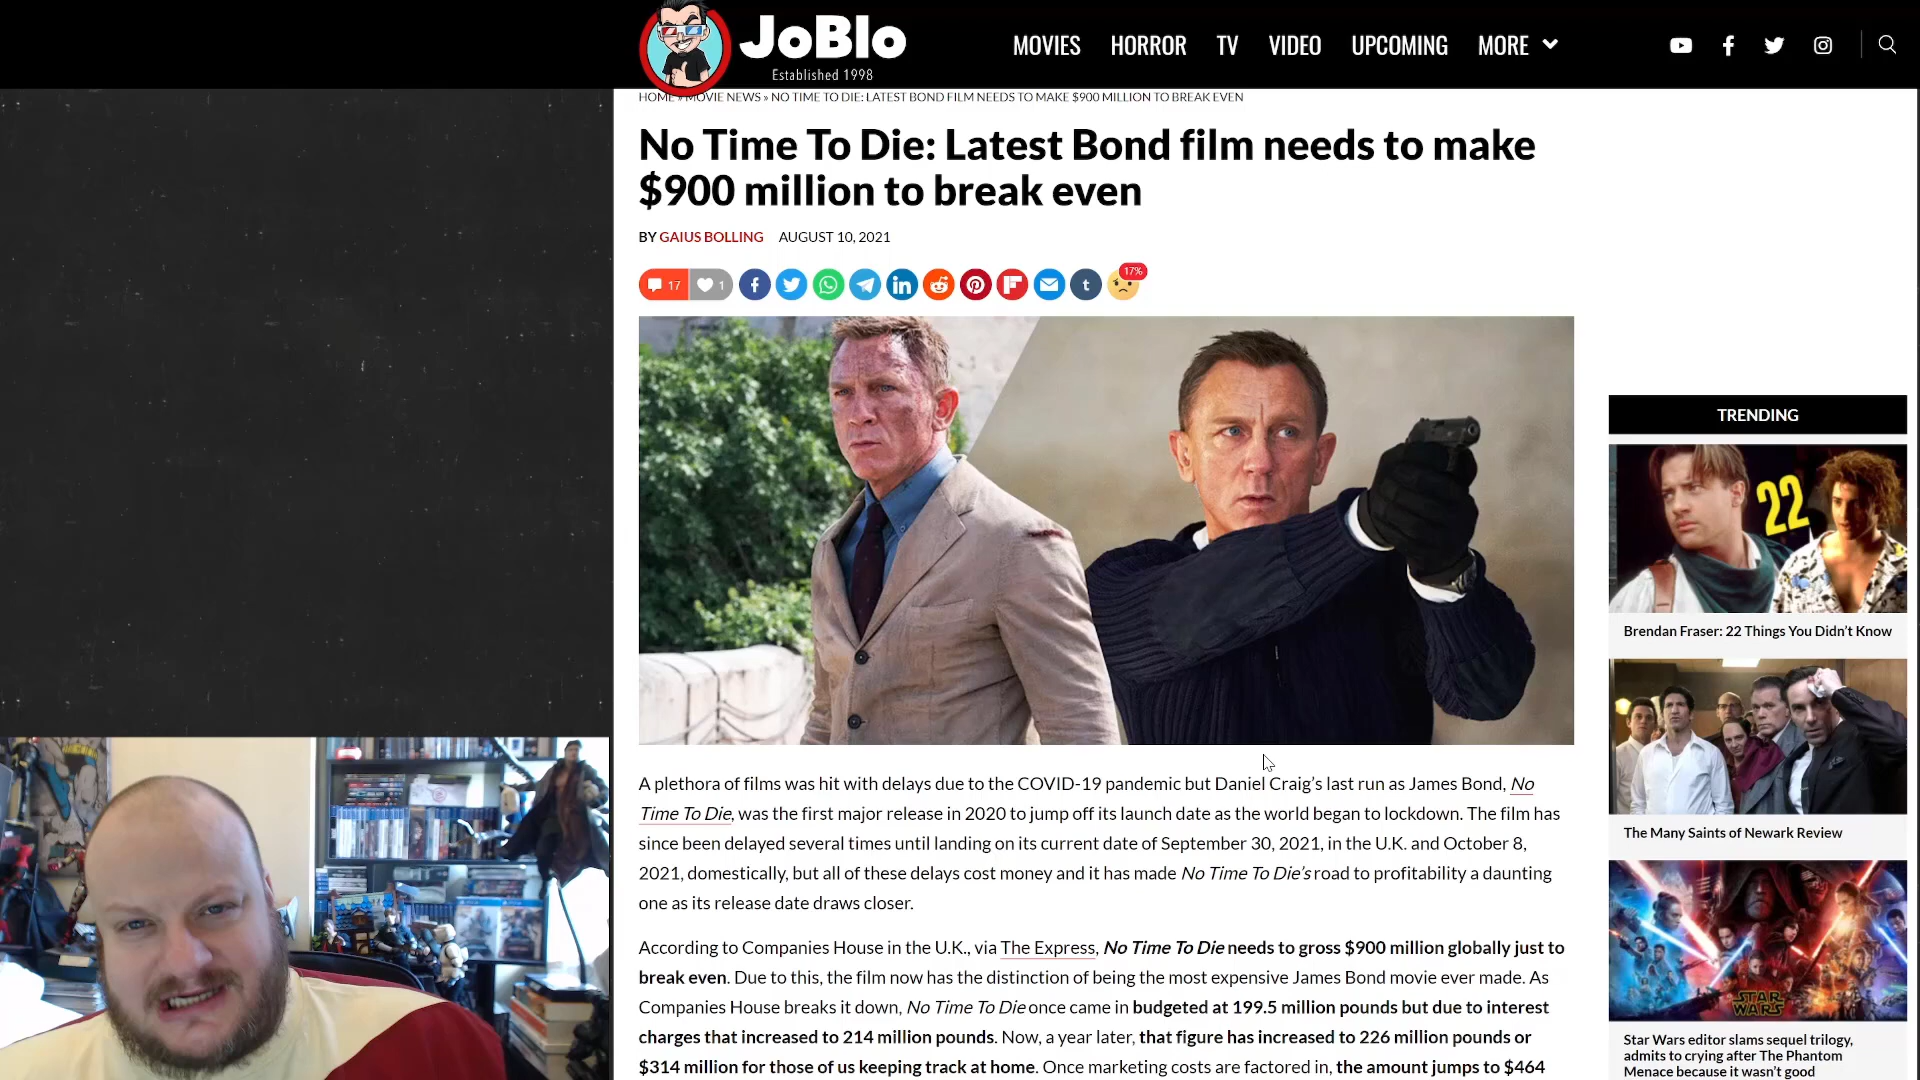 JoBlo
Established 1998
MOVIES HORROR TV VIDEO UPCOMING MORE
HOME » MOVIE NEWS » NO TIME TO DIE: LATEST BOND FILM NEEDS TO MAKE $900 MILLION TO BREAK EVEN
No Time To Die: Latest Bond film needs to make
$900 million to break even
BY GAIUS BOLLING AUGUST 10, 2021
17
1
17%
TRENDING
22
Brendan Fraser: 22 Things You Didn't Know
The Many Saints of Newark Review
STAR
WARS
Star Wars editor slams sequel trilogy,
admits to crying after The Phantom
Menace because it wasn't good
A plethora of films was hit with delays due to the COVID-19 pandemic but Daniel Craig's last run as James Bond, No
Time To Die, was the first major release in 2020 to jump off its launch date as the world began to lockdown. The film has
since been delayed several times until landing on its current date of September 30, 2021, in the U.K. and October 8,
2021, domestically, but all of these delays cost money and it has made No Time To Die's road to profitability a daunting
one as its release date draws closer.
According to Companies House in the U.K., via The Express, No Time To Die needs to gross $900 million globally just to
break even. Due to this, the film now has the distinction of being the most expensive James Bond movie ever made. As
Companies House breaks it down, No Time To Die once came in budgeted at 199.5 million pounds but due to interest
charges that increased to 214 million pounds. Now, a year later, that figure has increased to 226 million pounds or
$314 million for those of us keeping track at home. Once marketing costs are factored in, the amount jumps to $464